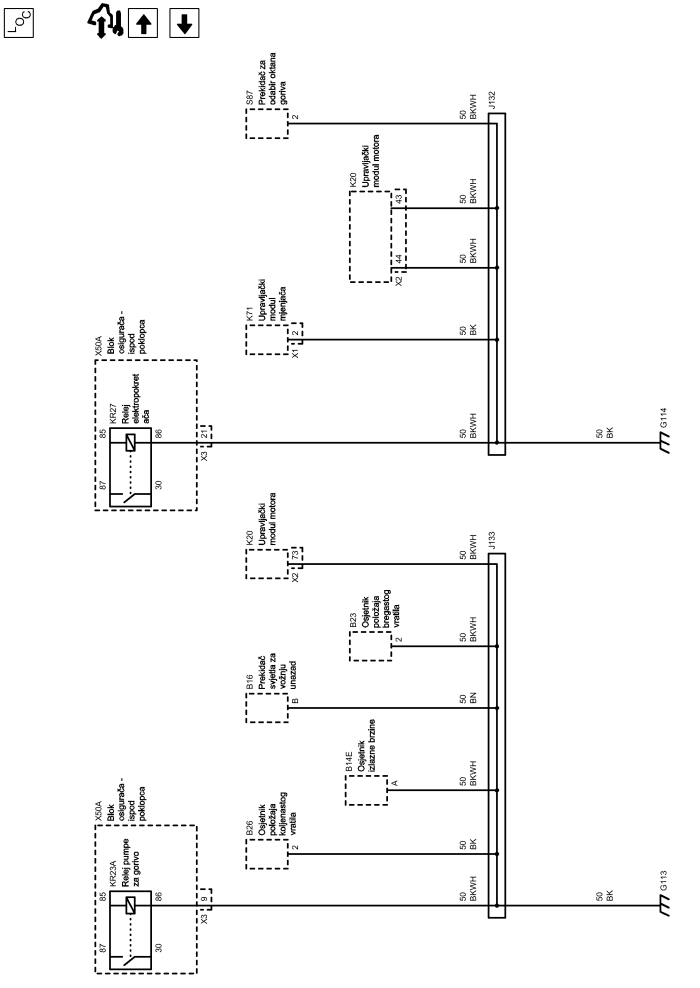 LOC
X50A
Blok
osigurača -
ispod
poklopca
KR23A
Relej pumpe
za gorivo
87
85
30
86
X3
9
B26
Osjetnik
položaja
koljenastog
vratila
2
B14E
Osjetnik
izlazne brzine
A
B16
Prekidač
svjetla za
vožnju
unazad
B
B23
Osjetnik
položaja
bregastog
vratila
2
K20
Upravljački
modul motora
X2
73
50
BKWH
50
BK
50
BKWH
50
BN
50
BKWH
50
BKWH
J133
50
BK
G113
X50A
Blok
osigurača -
ispod
poklopca
KR27
Relej
elektropokret
ača
87
85
30
86
X3
21
K71
Upravljački
modul
mjenjača
X1
2
K20
Upravljački
modul motora
X2
44
43
S87
Prekidač za
odabir oktana
goriva
2
50
BKWH
50
BK
50
BKWH
50
BKWH
50
BKWH
J132
50
BK
G114